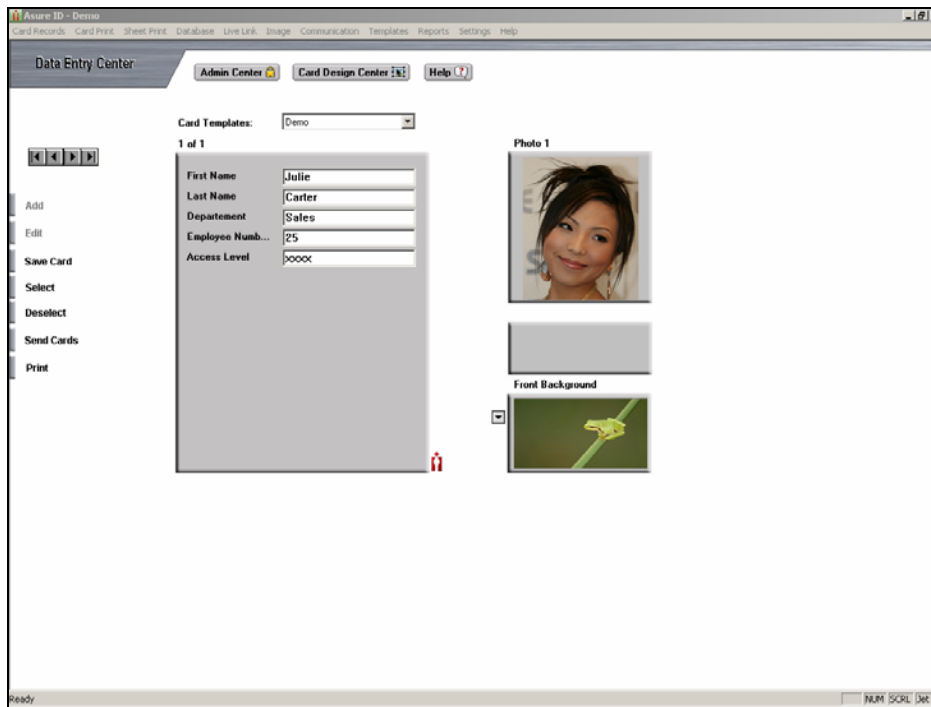 Asure ID - Demo
Card Records Card Print Sheet Print Database Live Link Image Communication Templates Reports Settings Help
Data Entry Center
Admin Center Card Design Center Help ?
Card Templates: Demo
1 of 1
Photo 1
First Name Julie
Last Name Carter
Departement Sales
Employee Numb... 25
Access Level xxxx
Add
Edit
Save Card
Select
Deselect
Send Cards
Print
Front Background
Ready NUM SCRL Jet